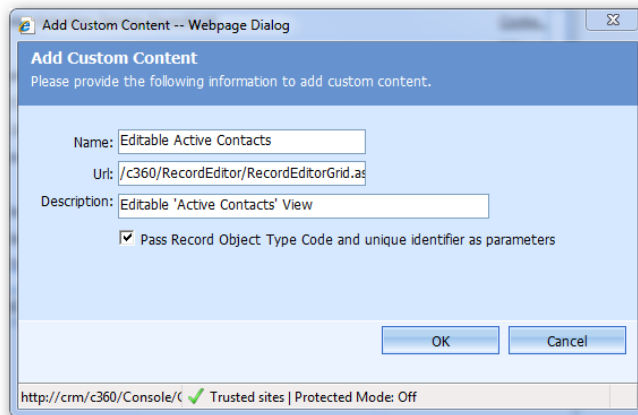 Add Custom Content -- Webpage Dialog
Add Custom Content
Please provide the following information to add custom content.
Name: Editable Active Contacts
Url: /c360/RecordEditor/RecordEditorGrid.as
Description: Editable 'Active Contacts' View
Pass Record Object Type Code and unique identifier as parameters
OK Cancel
http://crm/c360/Console/ Trusted sites | Protected Mode: Off